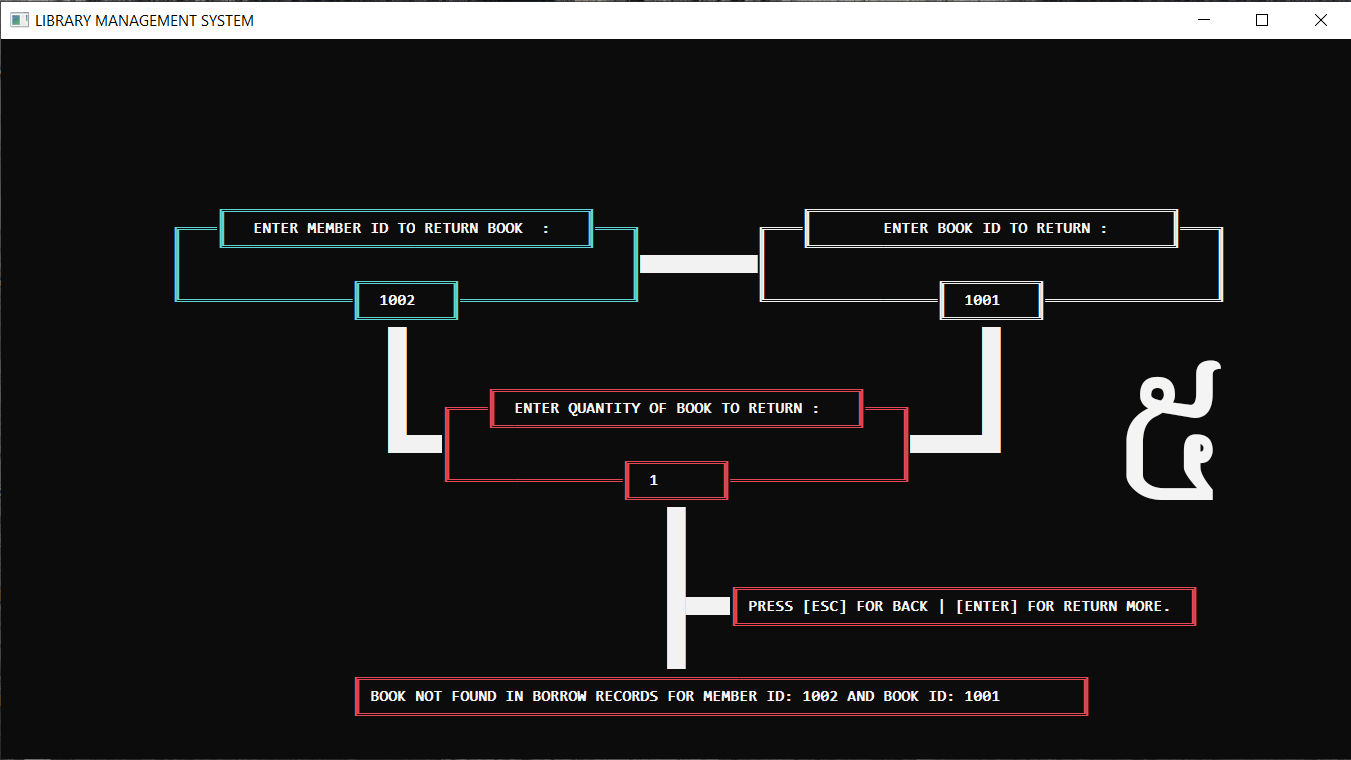 LIBRARY MANAGEMENT SYSTEM
ENTER MEMBER ID TO RETURN BOOK :
ENTER BOOK ID TO RETURN :
1002
1001
ENTER QUANTITY OF BOOK TO RETURN :
1
PRESS [ESC] FOR BACK | [ENTER] FOR RETURN MORE.
BOOK NOT FOUND IN BORROW RECORDS FOR MEMBER ID: 1002 AND BOOK ID: 1001